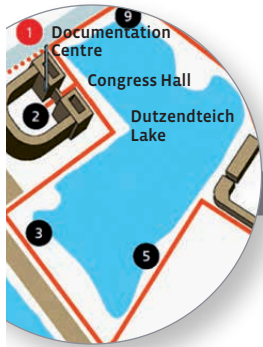 9
1 Documentation
Centre
Congress Hall
2
Dutzendteich
Lake
3
5